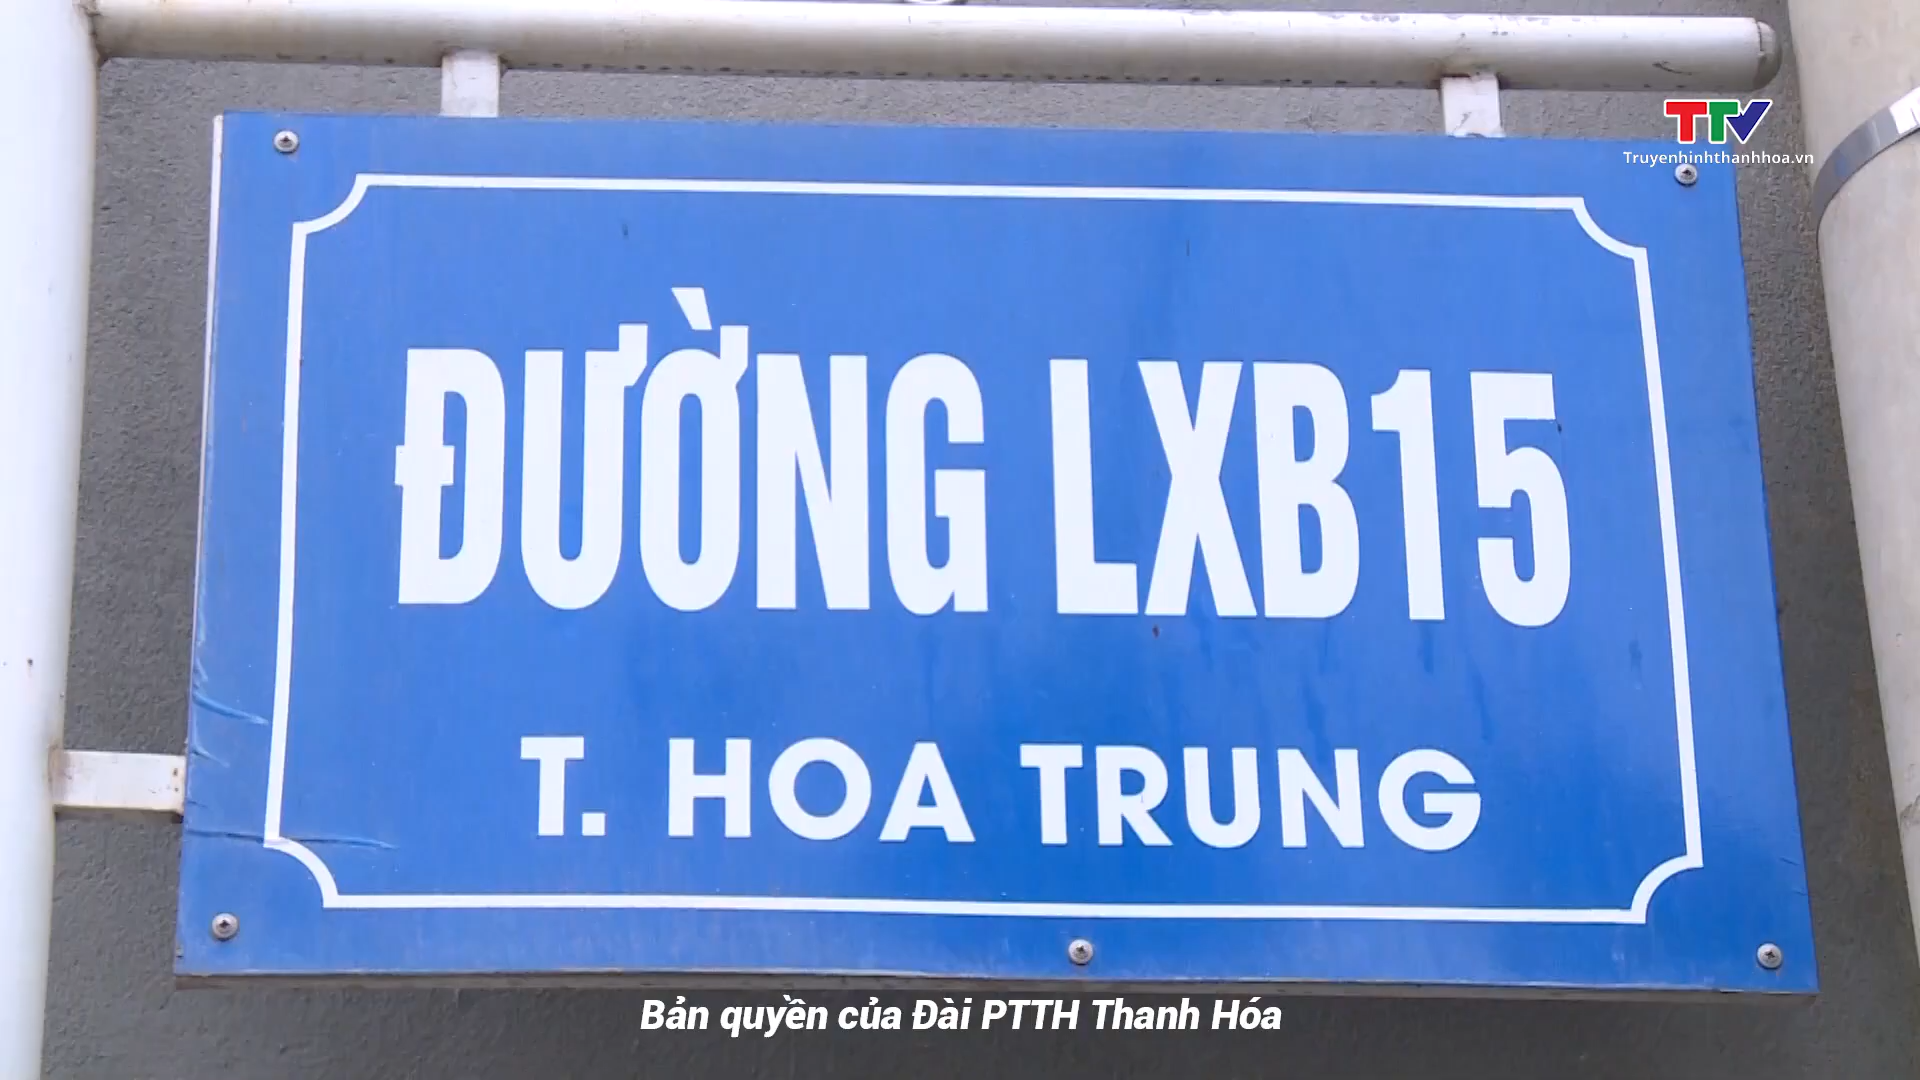 TTV
Truyenhinhthanhhoa.vn
ĐƯỜNG LXB15
T. HOA TRUNG
Bản quyền của Đài PTTH Thanh Hóa